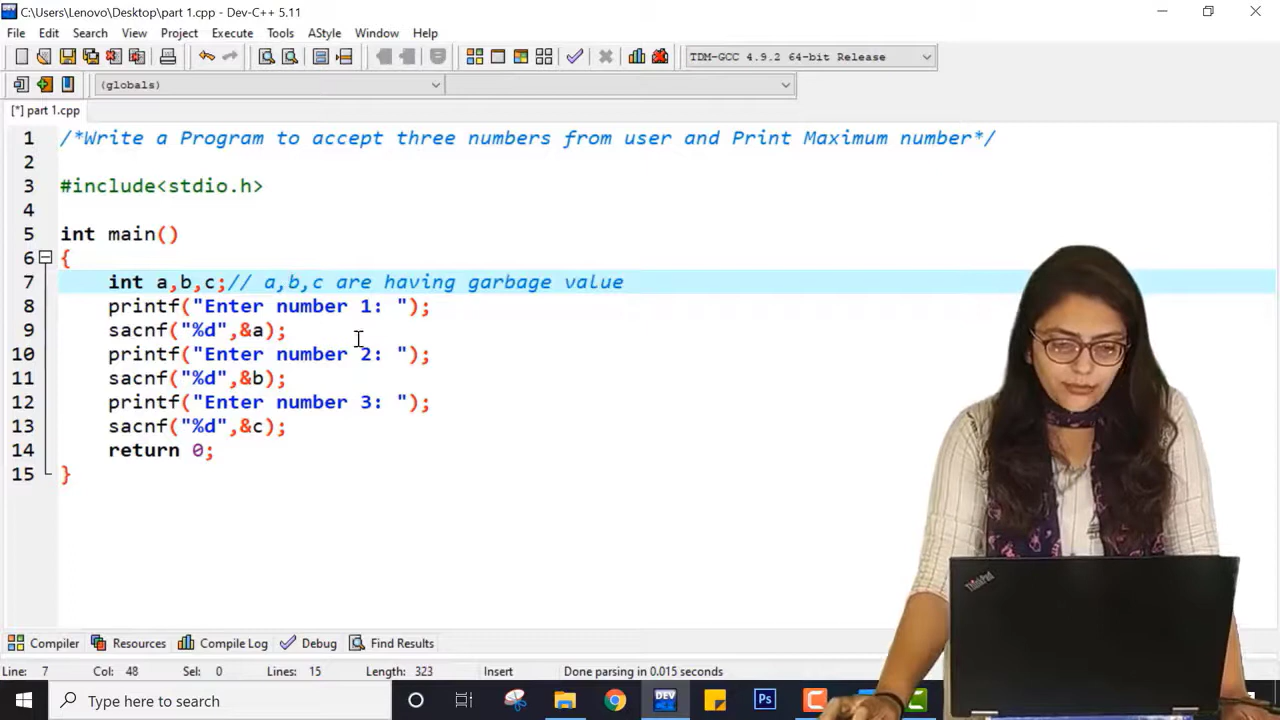 C:\Users\Lenovo\Desktop\part 1.cpp - Dev-C++ 5.11
File Edit Search View Project Execute Tools AStyle Window Help
TDM-GCC 4.9.2 64-bit Release
(globals)
[*] part 1.cpp
1 /*Write a Program to accept three numbers from user and Print Maximum number*/
2
3 #include<stdio.h>
4
5 int main()
6 {
7 int a,b,c;// a,b,c are having garbage value
8 printf("Enter number 1: ");
9 sacnf("%d",&a);
10 printf("Enter number 2: ");
11 sacnf("%d",&b);
12 printf("Enter number 3: ");
13 sacnf("%d",&c);
14 return 0;
15 }
Compiler Resources Compile Log Debug Find Results
Line: 7 Col: 48 Sel: 0 Lines: 15 Length: 323 Insert Done parsing in 0.015 seconds
Type here to search DEV Ps
ThinkPad